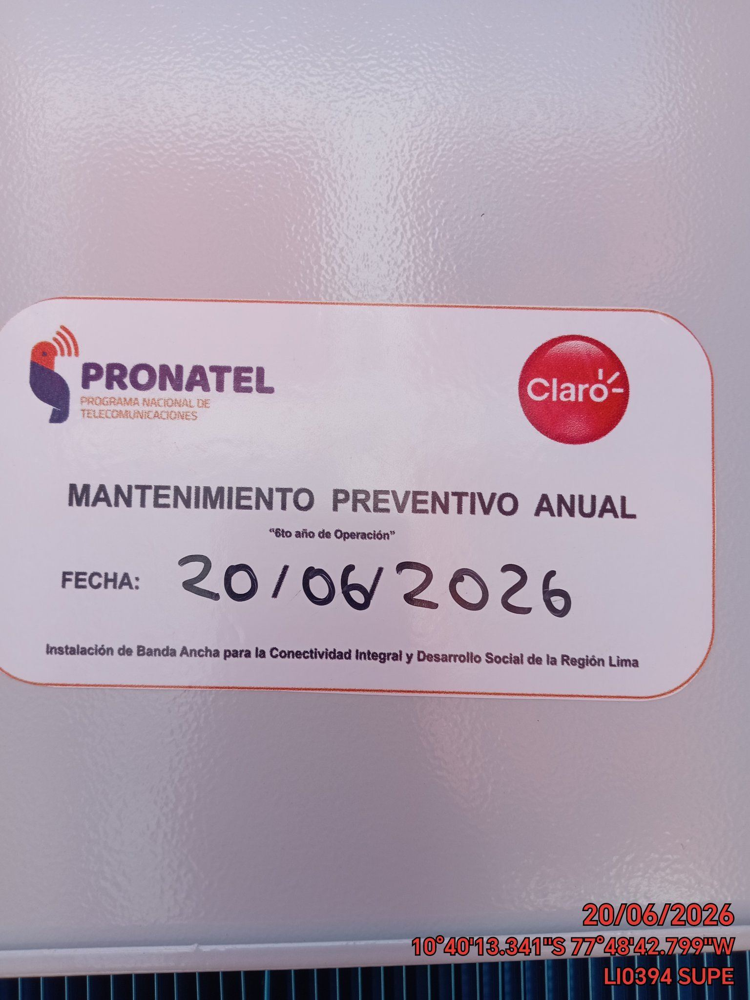 PRONATEL
PROGRAMA NACIONAL DE
TELECOMUNICACIONES
Claro
MANTENIMIENTO PREVENTIVO ANUAL
"6to año de Operación"
FECHA: 20/06/2026
Instalación de Banda Ancha para la Conectividad Integral y Desarrollo Social de la Región Lima
20/06/2026
10°40'13.341"S 77°48'42.799"W
LI0394 SUPE